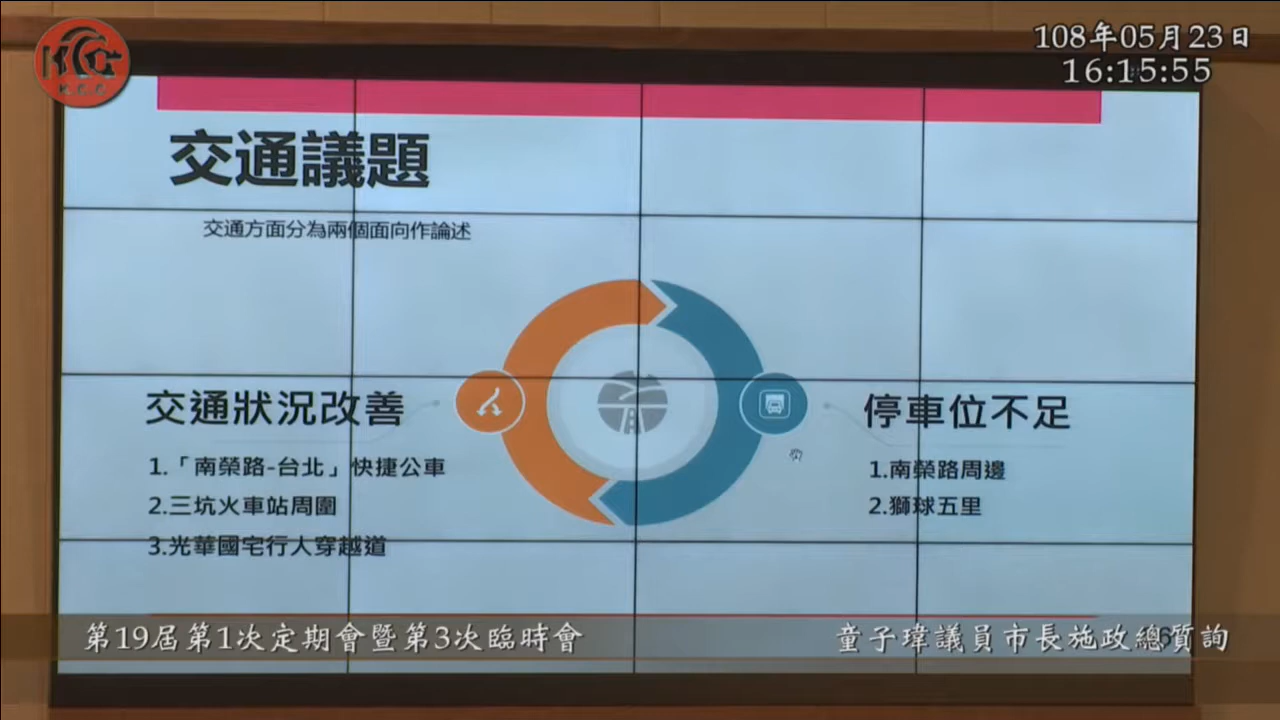 KCC
108年05月23日
16:15:55
交通議題
交通方面分為兩個面向作論述
交通狀況改善
1.「南榮路-台北」快捷公車
2.三坑火車站周圍
3.光華國宅行人穿越道
停車位不足
1.南榮路周邊
2.獅球五里
第19屆第1次定期會暨第3次臨時會
童子瑋議員市長施政總質詢